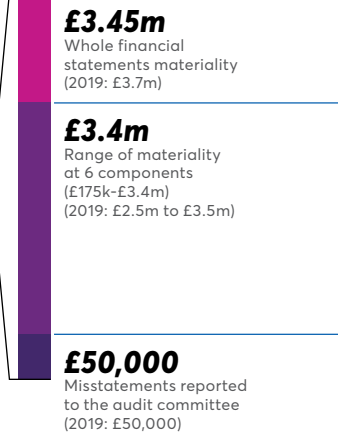 £3.45m
Whole financial
statements materiality
(2019: £3.7m)
£3.4m
Range of materiality
at 6 components
(£175k-£3.4m)
(2019: £2.5m to £3.5m)
£50,000
Misstatements reported
to the audit committee
(2019: £50,000)